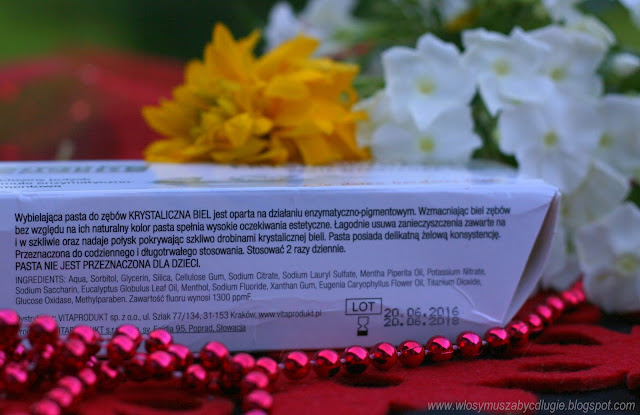 Wybielająca pasta do zębów KRYSTALICZNA BIEL jest oparta na działaniu enzymatyczno-pigmentowym. Wzmacniając biel zębów
bez względu na ich naturalny kolor pasta spełnia wysokie oczekiwania estetyczne. Łagodnie usuwa zanieczyszczenia zawarte na
i w szkliwie oraz nadaje połysk pokrywając szkliwo drobinami krystalicznej bieli. Pasta posiada delikatną żelową konsystencję.
Przeznaczona do codziennego i długotrwałego stosowania. Stosować 2 razy dziennie.
PASTA NIE JEST PRZEZNACZONA DLA DZIECI.
INGREDIENTS: Aqua, Sorbitol, Glycerin, Silica, Cellulose Gum, Sodium Citrate, Sodium Lauryl Sulfate, Mentha Piperita Oil, Potassium Nitrate,
Sodium Saccharin, Eucalyptus Globulus Leaf Oil, Menthol, Sodium Fluoride, Xanthan Gum, Eugenia Caryophyllus Flower Oil, Titanium Dioxide,
Glucose Oxidase, Methylparaben. Zawartość fluoru wynosi 1300 ppmF.
VITAPRODUKT sp. z o.o., ul. Szlak 77/134, 31-153 Kraków, www.vitaprodukt.pl
95, Poprad, Słowacja
LOT
20.06.2016
20.06.2018
www.wlosymuszabycdlugie.blogspot.com